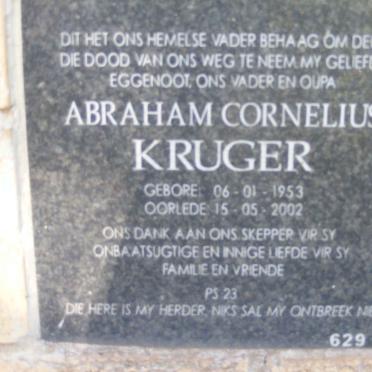 DIT HET ONS HEMELSE VADER BEHAAG OM DE
DIE DOOD VAN ONS WEG TE NEEM MY GELIEF
EGGENOOT, ONS VADER EN OUPA
ABRAHAM CORNELIUS
KRUGER
GEBORE: 06 - 01 - 1953
OORLEDE: 15 - 05 - 2002
ONS DANK AAN ONS SKEPPER VIR SY
ONBAATSUGTIGE EN INNIGE LIEFDE VIR SY
FAMILIE EN VRIENDE
PS 23
DIE HERE IS MY HERDER, NIKS SAL MY ONTBREEK NIE
629